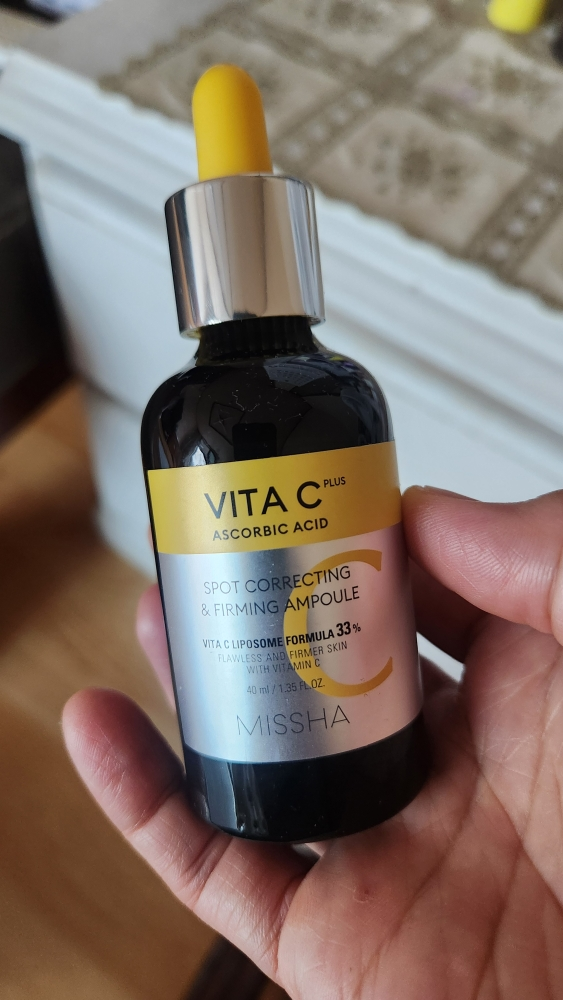 VITA C PLUS
ASCORBIC ACID
SPOT CORRECTING
& FIRMING AMPOULE
VITA C LIPOSOME FORMULA 33%
FLAWLESS AND FIRMER SKIN
WITH VITAMIN C
40 ml / 1.35 FL.OZ.
MISSHA
C